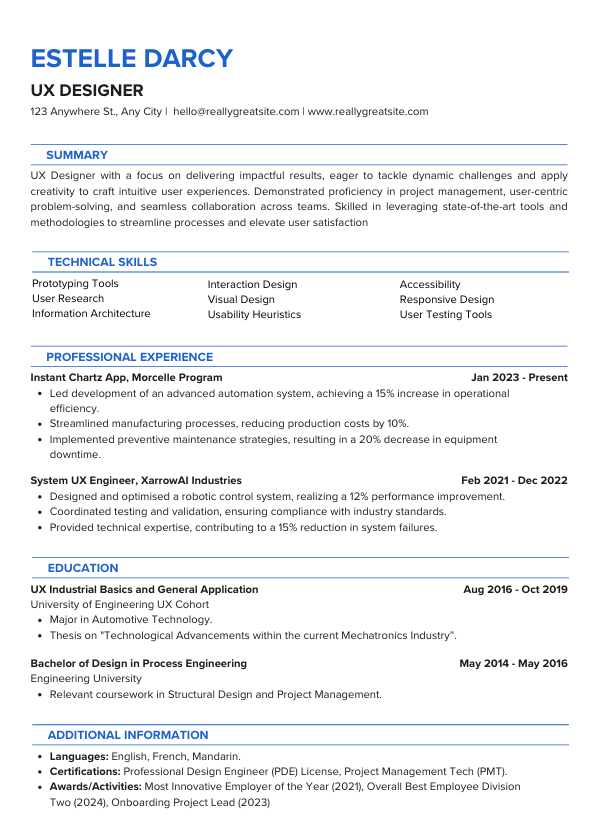 ESTELLE DARCY
UX DESIGNER
123 Anywhere St., Any City | hello@reallygreatsite.com | www.reallygreatsite.com
SUMMARY
UX Designer with a focus on delivering impactful results, eager to tackle dynamic challenges and apply
creativity to craft intuitive user experiences. Demonstrated proficiency in project management, user-centric
problem-solving, and seamless collaboration across teams. Skilled in leveraging state-of-the-art tools and
methodologies to streamline processes and elevate user satisfaction
TECHNICAL SKILLS
Prototyping Tools
User Research
Information Architecture
Interaction Design
Visual Design
Usability Heuristics
Accessibility
Responsive Design
User Testing Tools
PROFESSIONAL EXPERIENCE
Instant Chartz App, Morcelle Program Jan 2023 - Present
• Led development of an advanced automation system, achieving a 15% increase in operational
efficiency.
• Streamlined manufacturing processes, reducing production costs by 10%.
• Implemented preventive maintenance strategies, resulting in a 20% decrease in equipment
downtime.
System UX Engineer, XarrowAI Industries Feb 2021 - Dec 2022
• Designed and optimised a robotic control system, realizing a 12% performance improvement.
• Coordinated testing and validation, ensuring compliance with industry standards.
• Provided technical expertise, contributing to a 15% reduction in system failures.
EDUCATION
UX Industrial Basics and General Application Aug 2016 - Oct 2019
University of Engineering UX Cohort
• Major in Automotive Technology.
• Thesis on "Technological Advancements within the current Mechatronics Industry”.
Bachelor of Design in Process Engineering May 2014 - May 2016
Engineering University
• Relevant coursework in Structural Design and Project Management.
ADDITIONAL INFORMATION
• Languages: English, French, Mandarin.
• Certifications: Professional Design Engineer (PDE) License, Project Management Tech (PMT).
• Awards/Activities: Most Innovative Employer of the Year (2021), Overall Best Employee Division
Two (2024), Onboarding Project Lead (2023)